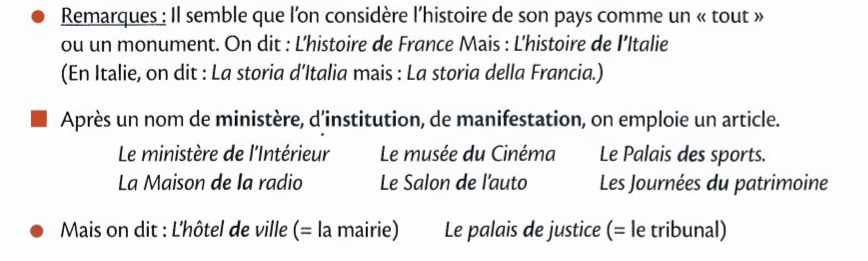 Remarques : Il semble que l'on considère l'histoire de son pays comme un « tout »
ou un monument. On dit : L'histoire de France Mais : L'histoire de l'Italie
(En Italie, on dit : La storia d'Italia mais : La storia della Francia.)
Après un nom de ministère, d'institution, de manifestation, on emploie un article.
Le ministère de l'Intérieur Le musée du Cinéma Le Palais des sports.
La Maison de la radio Le Salon de l'auto Les Journées du patrimoine
Mais on dit : L'hôtel de ville (= la mairie) Le palais de justice (= le tribunal)